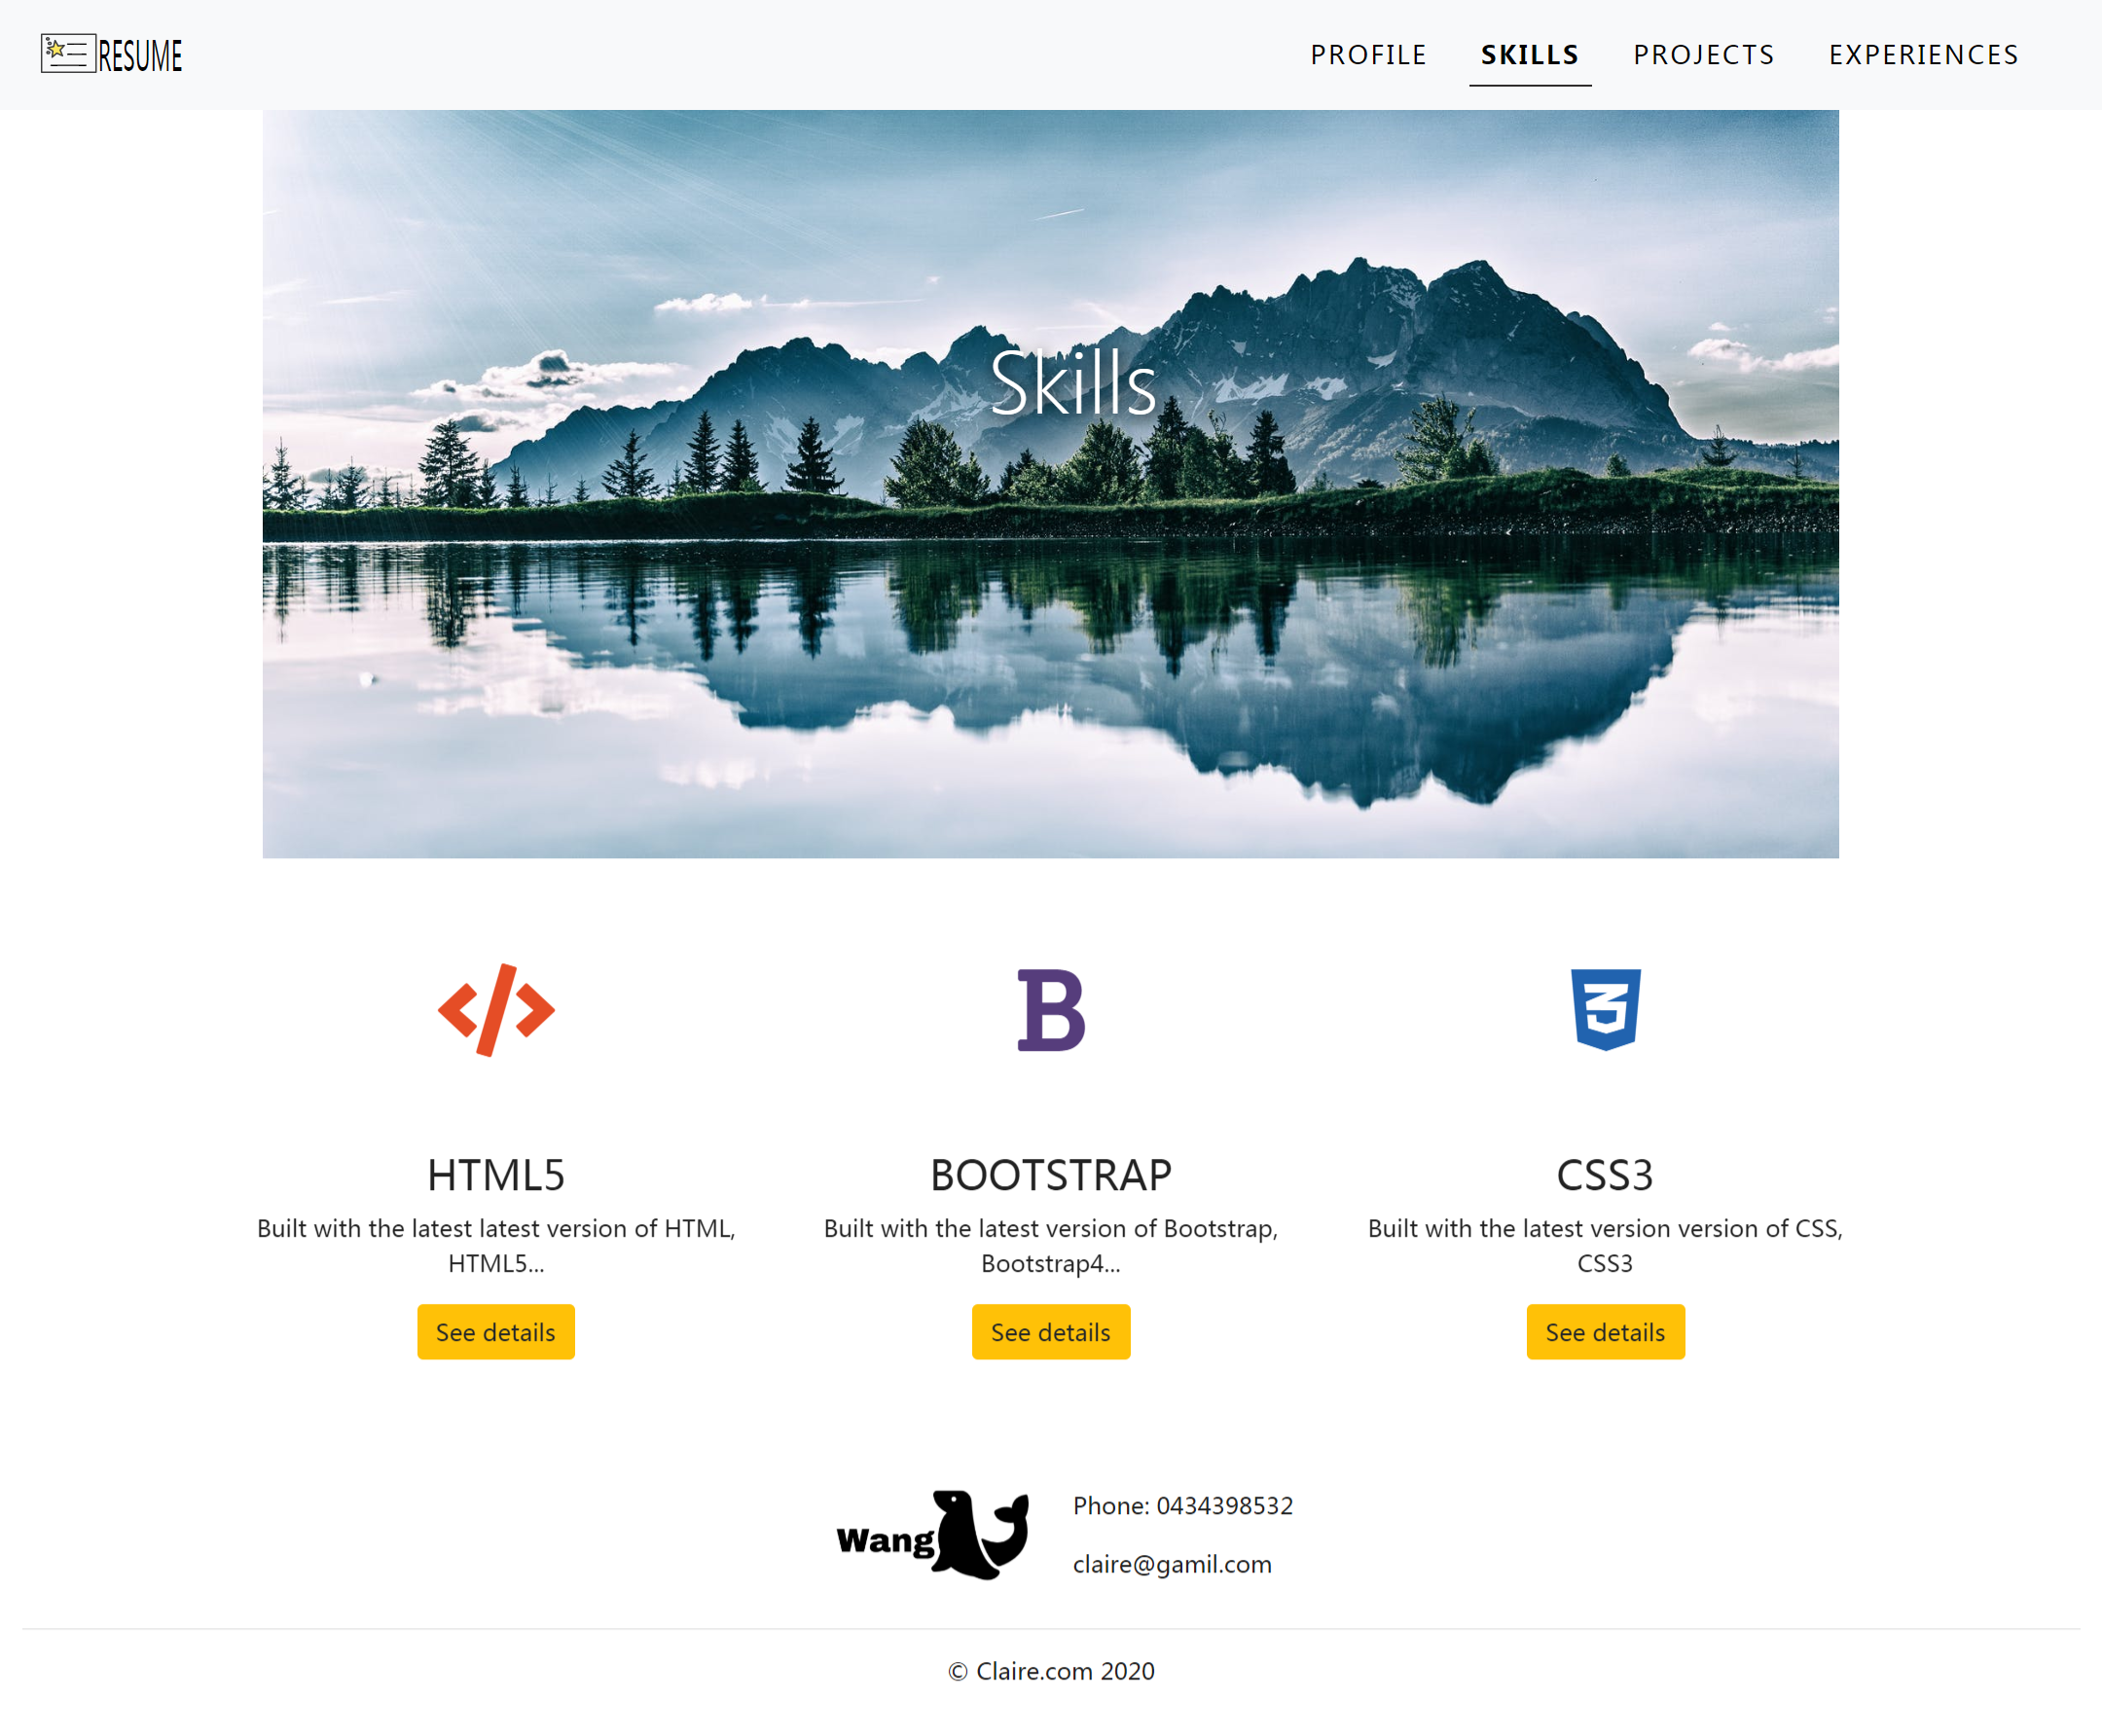 RESUME
PROFILE SKILLS PROJECTS EXPERIENCES
Skills
HTML5
Built with the latest latest version of HTML,
HTML5...
See details
BOOTSTRAP
Built with the latest version of Bootstrap,
Bootstrap4...
See details
CSS3
Built with the latest version version of CSS,
CSS3
See details
Wang
Phone: 0434398532
claire@gamil.com
© Claire.com 2020